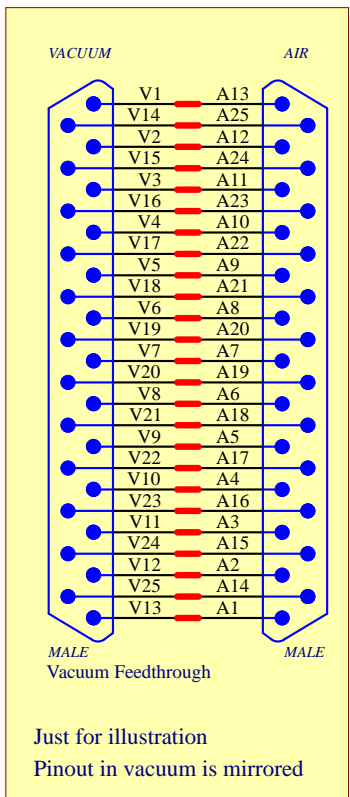 VACUUM AIR
V1 A13
V14 A25
V2 A12
V15 A24
V3 A11
V16 A23
V4 A10
V17 A22
V5 A9
V18 A21
V6 A8
V19 A20
V7 A7
V20 A19
V8 A6
V21 A18
V9 A5
V22 A17
V10 A4
V23 A16
V11 A3
V24 A15
V12 A2
V25 A14
V13 A1
MALE MALE
Vacuum Feedthrough
Just for illustration
Pinout in vacuum is mirrored